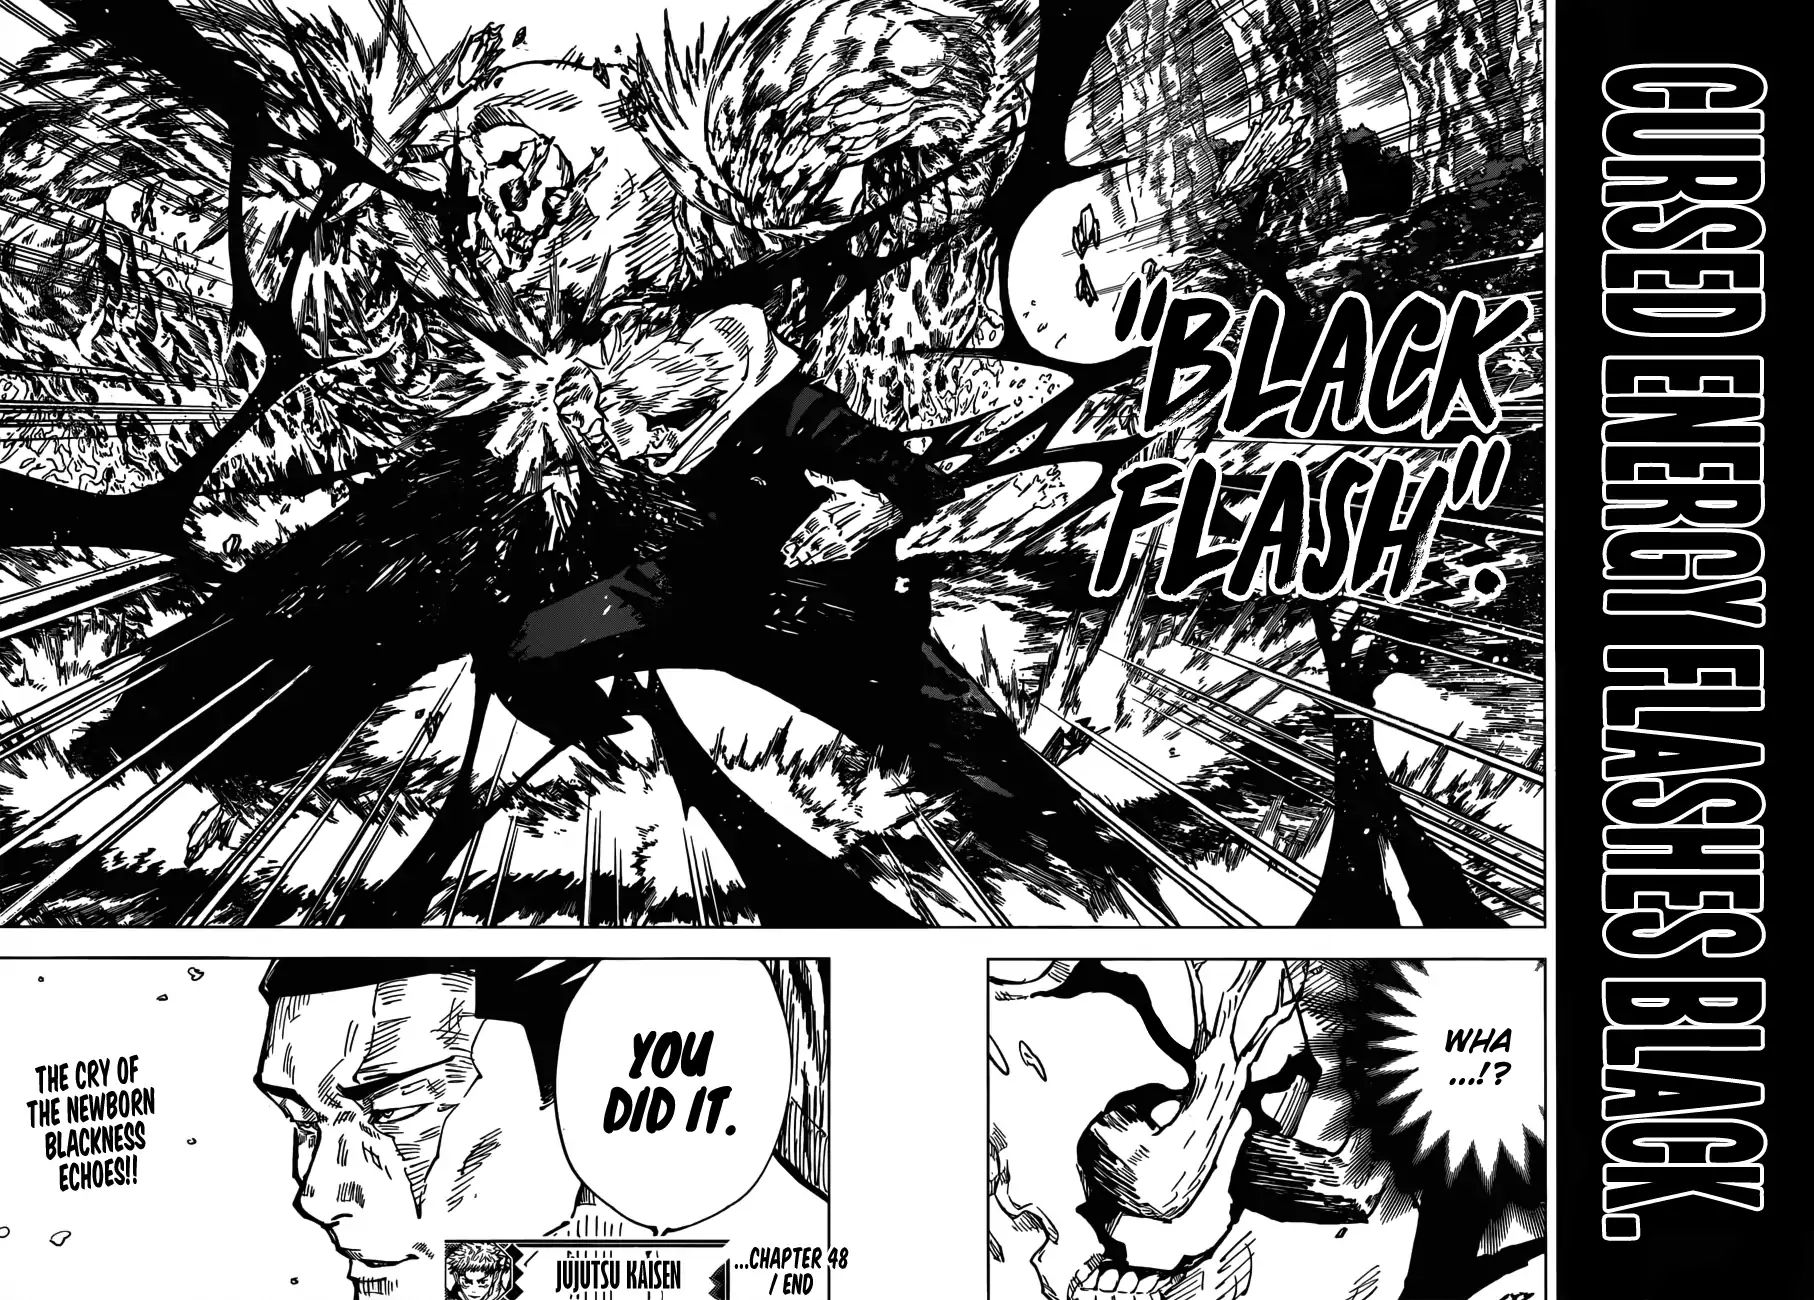 CURSED ENERGY FLASHES BLACK.
"BLACK
FLASH".
WHA
...!?
YOU
DID IT.
THE CRY OF
THE NEWBORN
BLACKNESS
ECHOES!!
JUJUTSU KAISEN
...CHAPTER 48
/ END